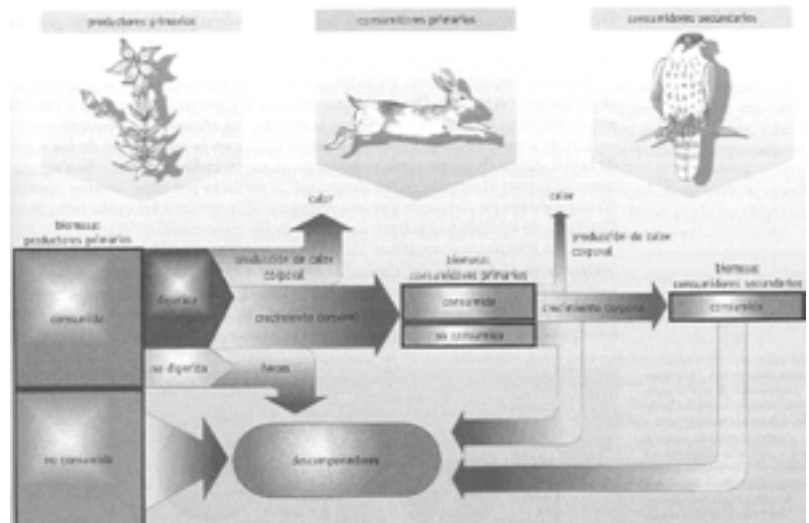 productores primarios
consumidores primarios
consumidores secundarios
calor
calor
biomasa:
productores primarios
producción de calor
corporal
biomasa:
consumidores primarios
producción de calor
corporal
biomasa:
consumidores secundarios
consumida
digerida
crecimiento corporal
consumida
no consumida
crecimiento corporal
consumida
no digerida
heces
no consumida
descomponedores